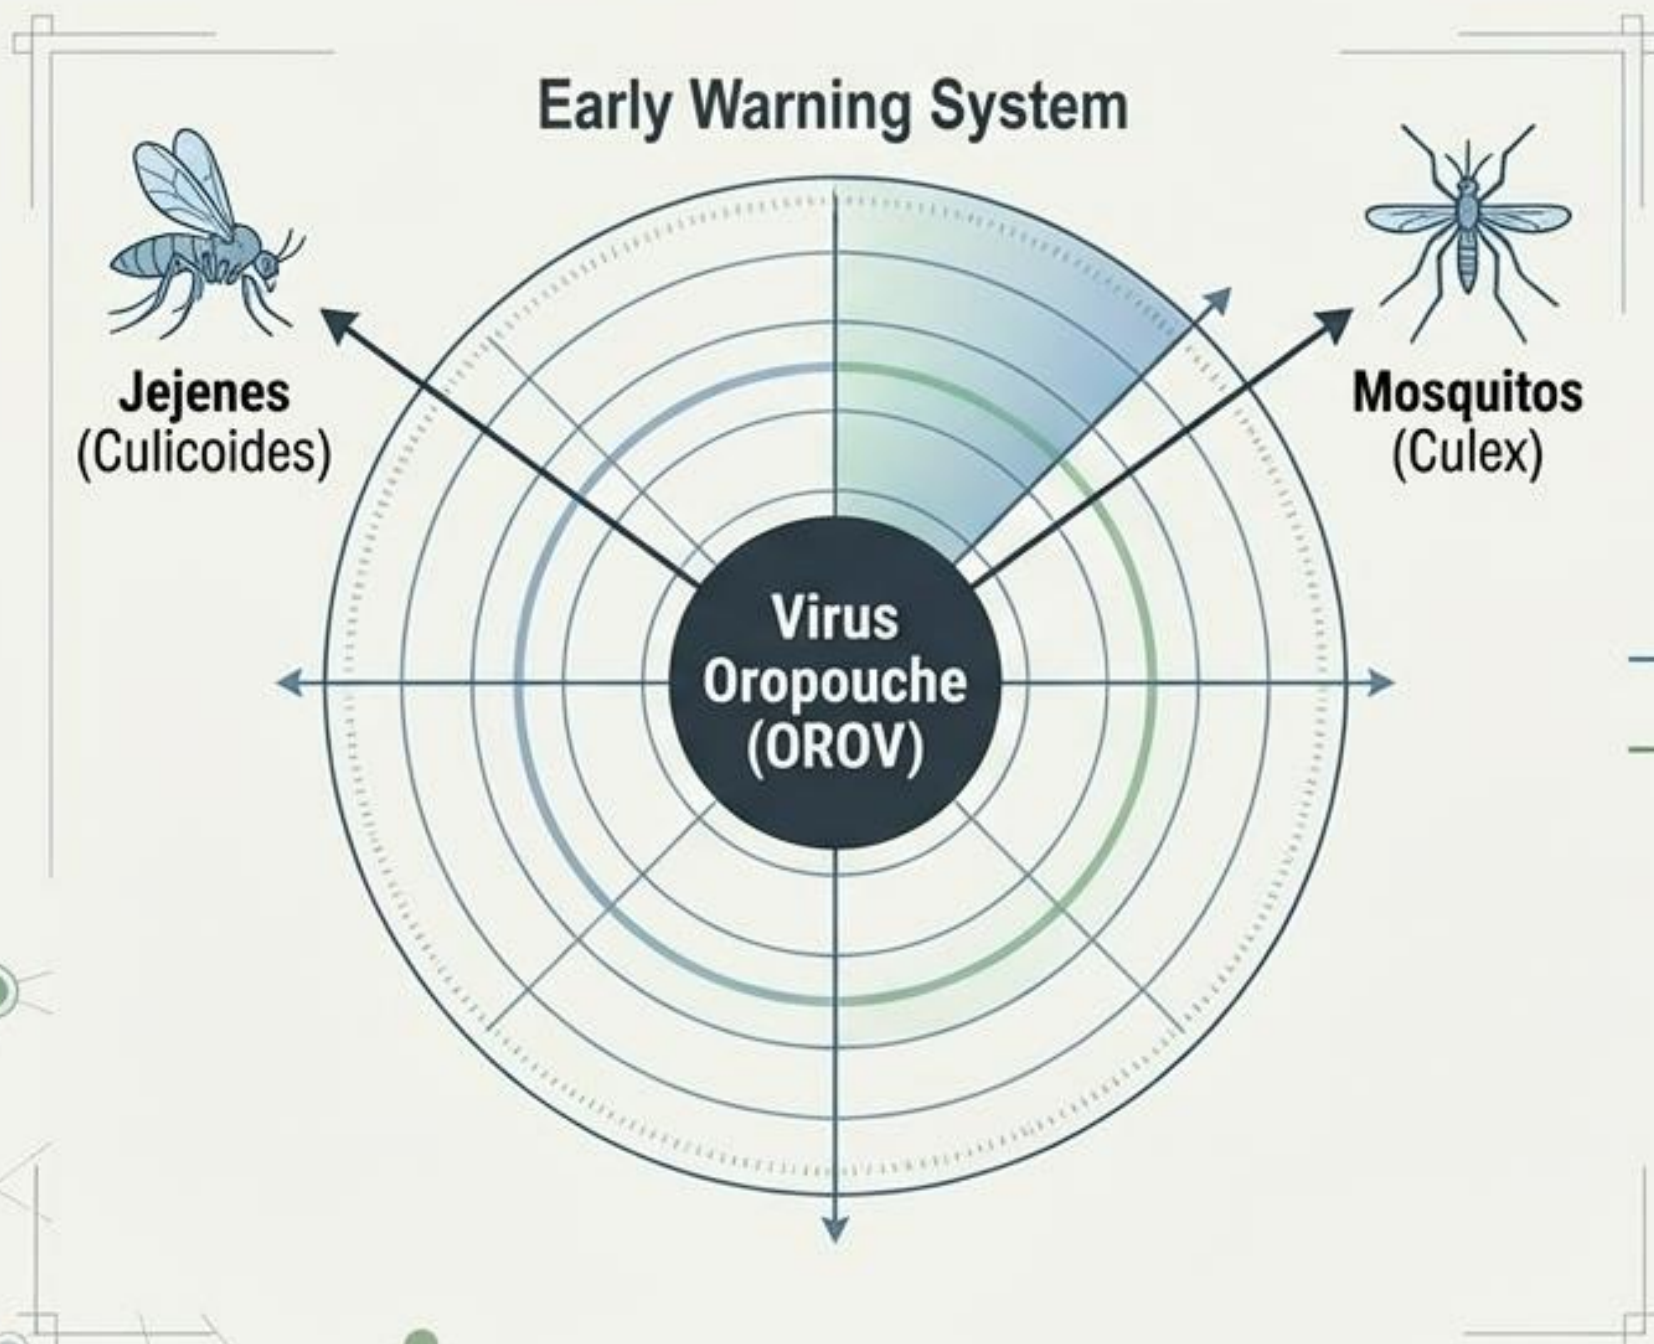 Early Warning System
Jejenes
(Culicoides)
Mosquitos
(Culex)
Virus
Oropouche
(OROV)